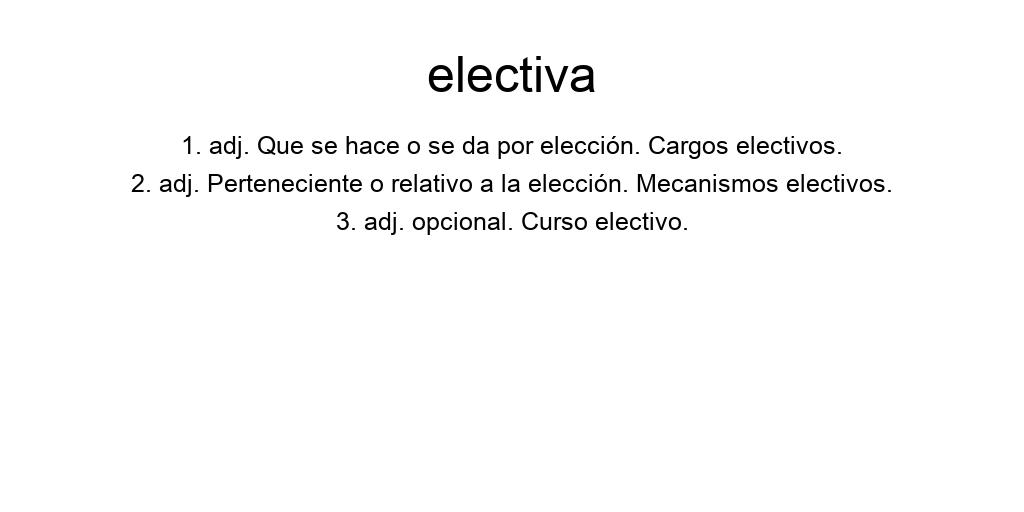 electiva
1. adj. Que se hace o se da por elección. Cargos electivos.
2. adj. Perteneciente o relativo a la elección. Mecanismos electivos.
3. adj. opcional. Curso electivo.